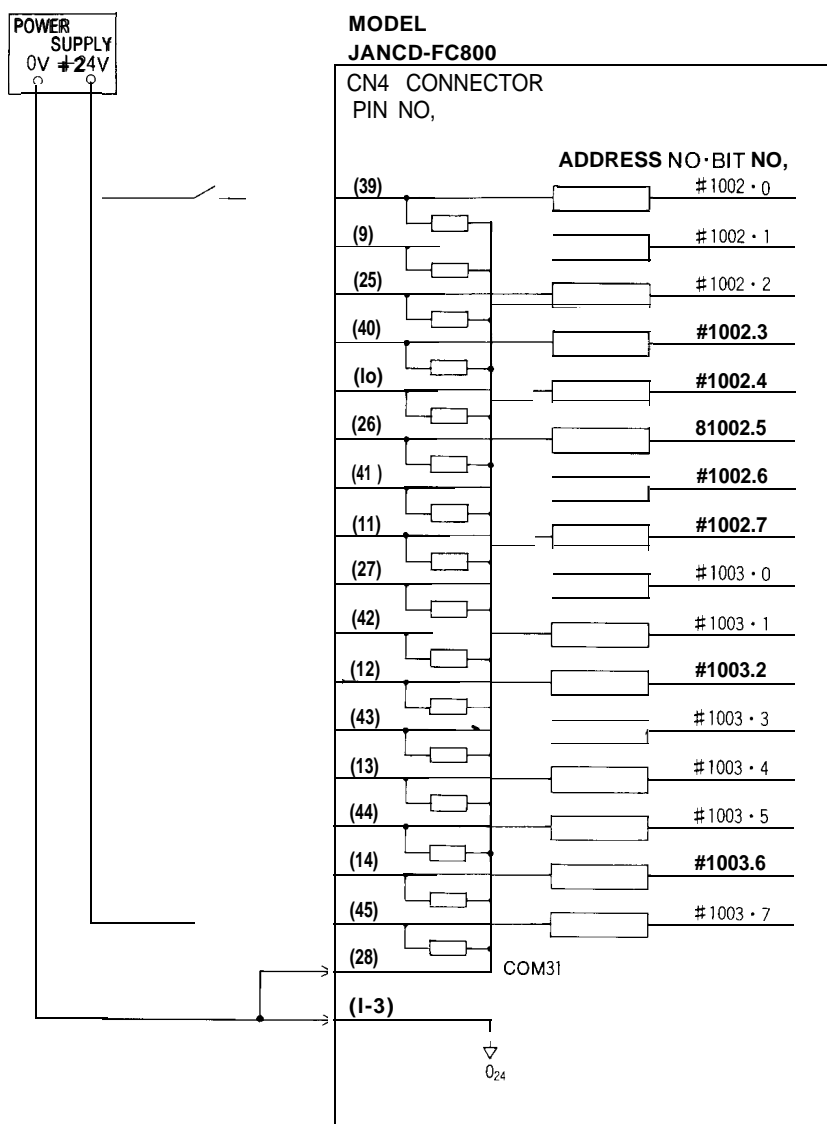 POWER
SUPPLY
0V +24V
MODEL
JANCD-FC800
CN4 CONNECTOR
PIN NO,
ADDRESS NO·BIT NO,
(39) #1002·0
(9) #1002·1
(25) #1002·2
(40) #1002.3
(lo) #1002.4
(26) 81002.5
(41 ) #1002.6
(11) #1002.7
(27) #1003·0
(42) #1003·1
(12) #1003.2
(43) #1003·3
(13) #1003·4
(44) #1003·5
(14) #1003.6
(45) #1003·7
(28) COM31
(I-3)
0₂₄